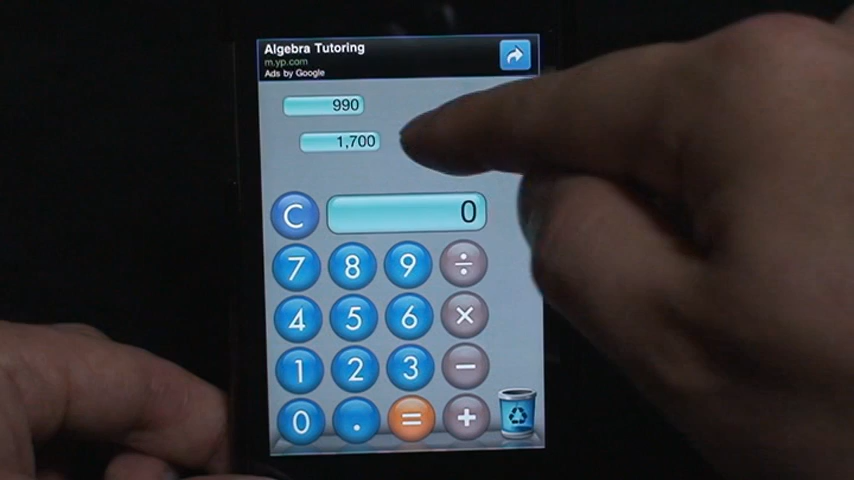 Algebra Tutoring
m.yp.com
Ads by Google
990
1,700
C 0
7 8 9 ÷
4 5 6 ×
1 2 3 −
0 . = +